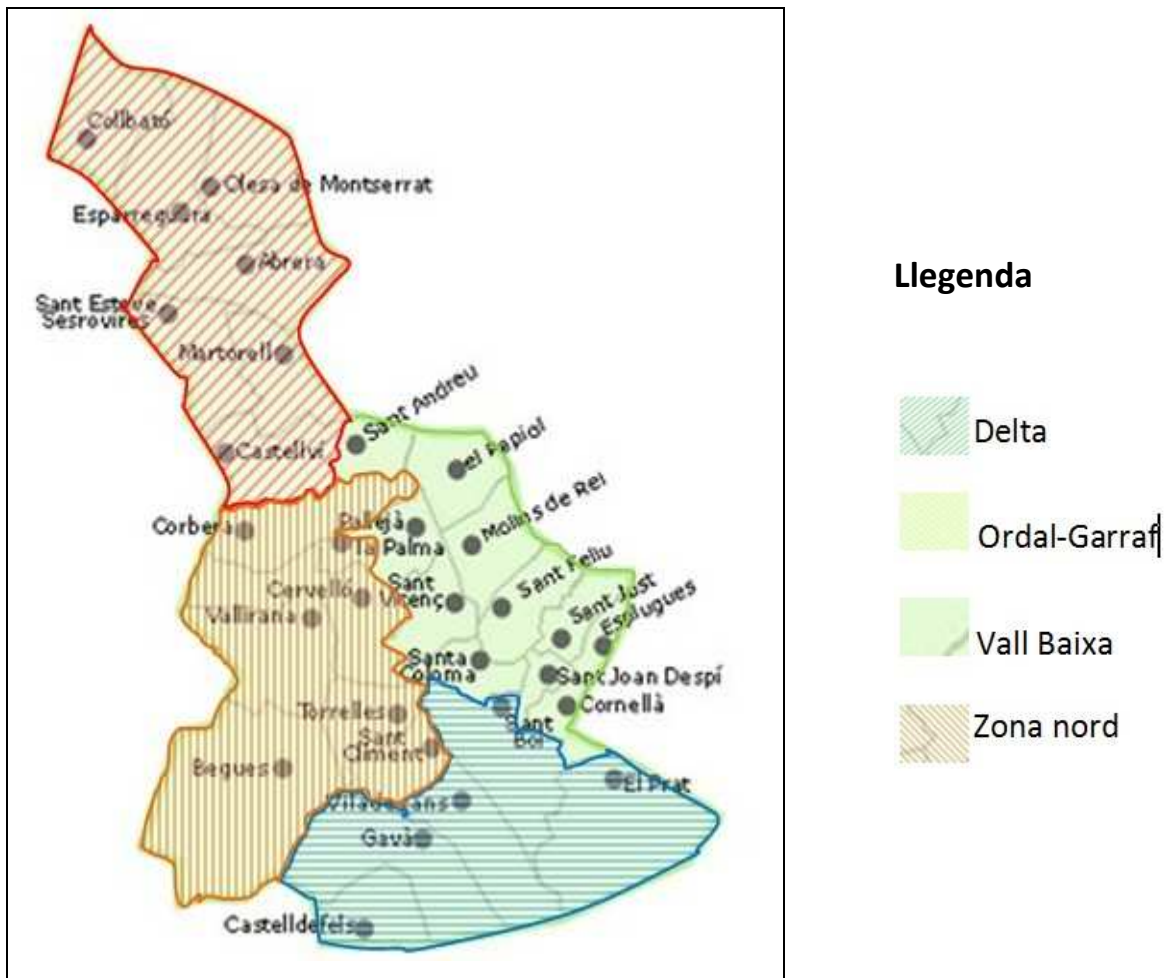 Collbató
Olesa de Montserrat
Esparreguera
Abrera
Sant Esteve
Sesrovires
Martorell
Sant Andreu
Castellví
el Papiol
Corbera
Pallejà
Molins de Rei
la Palma
Cervelló
Sant
Vicenç
Sant Feliu
Vallirana
Sant Just
Esplugues
Santa
Coloma
Sant Joan Despí
Torrelles
Cornellà
Sant
Boi
Sant
Climent
Begues
El Prat
Viladecans
Gavà
Castelldefels
Llegenda
Delta
Ordal-Garraf
Vall Baixa
Zona nord